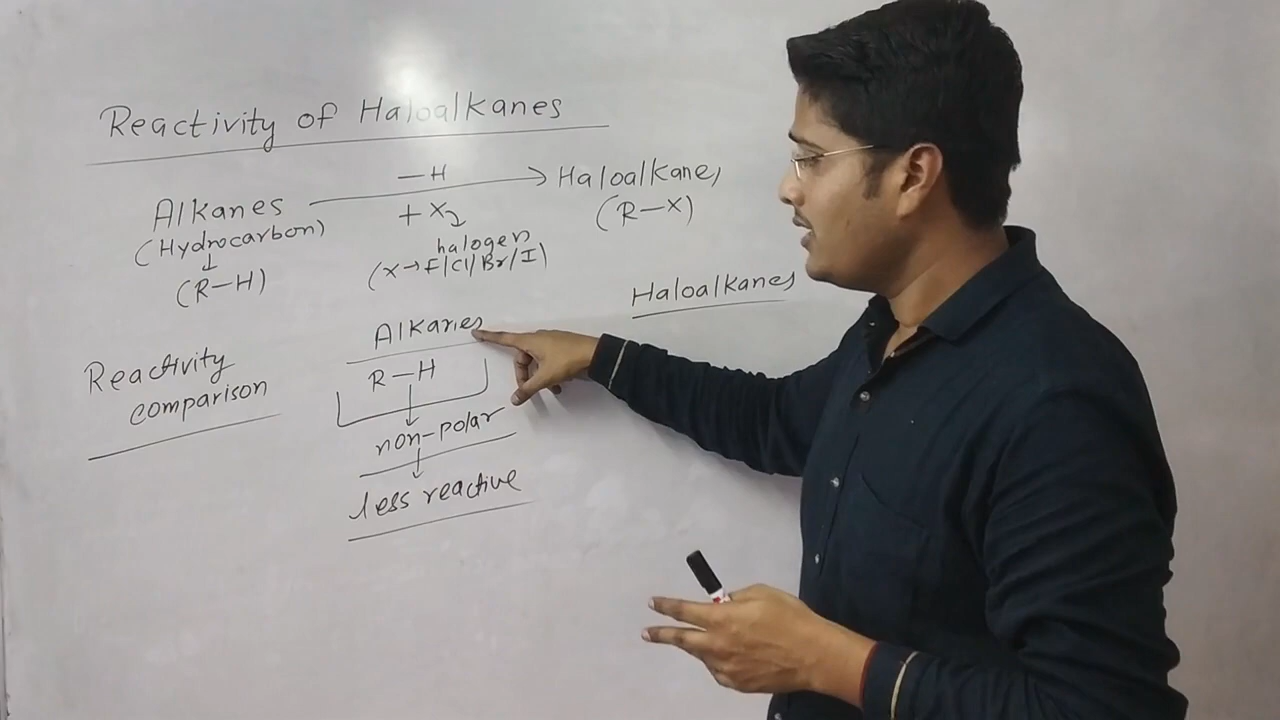 Reactivity of Haloalkanes
Alkanes
—H
+ X₂
Haloalkanes
(Hydrocarbon)
↓
(R—H)
halogen
(X→F/Cl/Br/I)
(R—X)
Reactivity
comparison
Alkanes
R—H
↓
non-polar
↓
less reactive
Haloalkanes